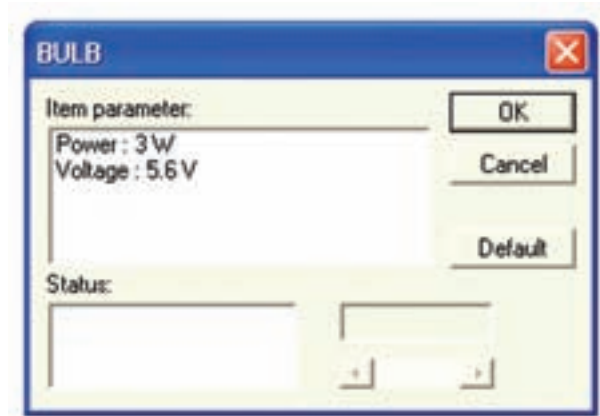 BULB
Item parameter:
Power : 3 W
Voltage : 5.6 V
OK
Cancel
Default
Status: